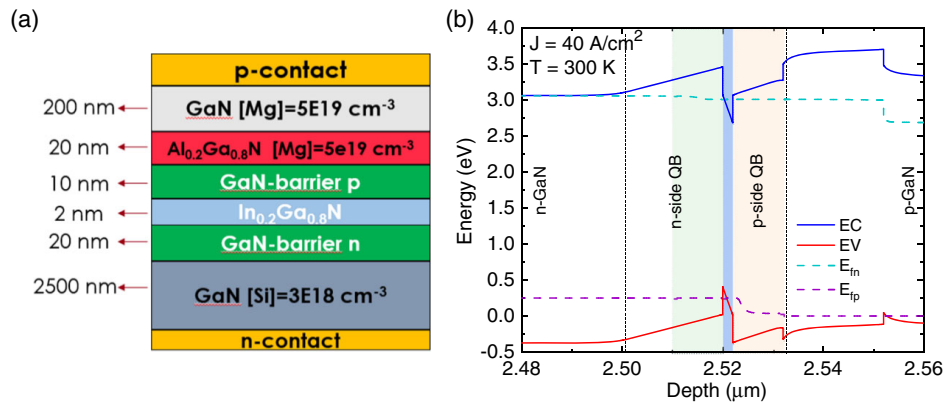 (a)
p-contact
200 nm
GaN [Mg]=5E19 cm-3
20 nm
Al0.2Ga0.8N [Mg]=5e19 cm-3
10 nm
GaN-barrier p
2 nm
In0.2Ga0.8N
20 nm
GaN-barrier n
2500 nm
GaN [Si]=3E18 cm-3
n-contact
(b)
J = 40 A/cm2
T = 300 K
Energy (eV)
4.0
3.5
3.0
2.5
2.0
1.5
1.0
0.5
0.0
-0.5
n-GaN
n-side QB
p-side QB
p-GaN
EC
EV
Efn
Efp
2.48
2.50
2.52
2.54
2.56
Depth (μm)